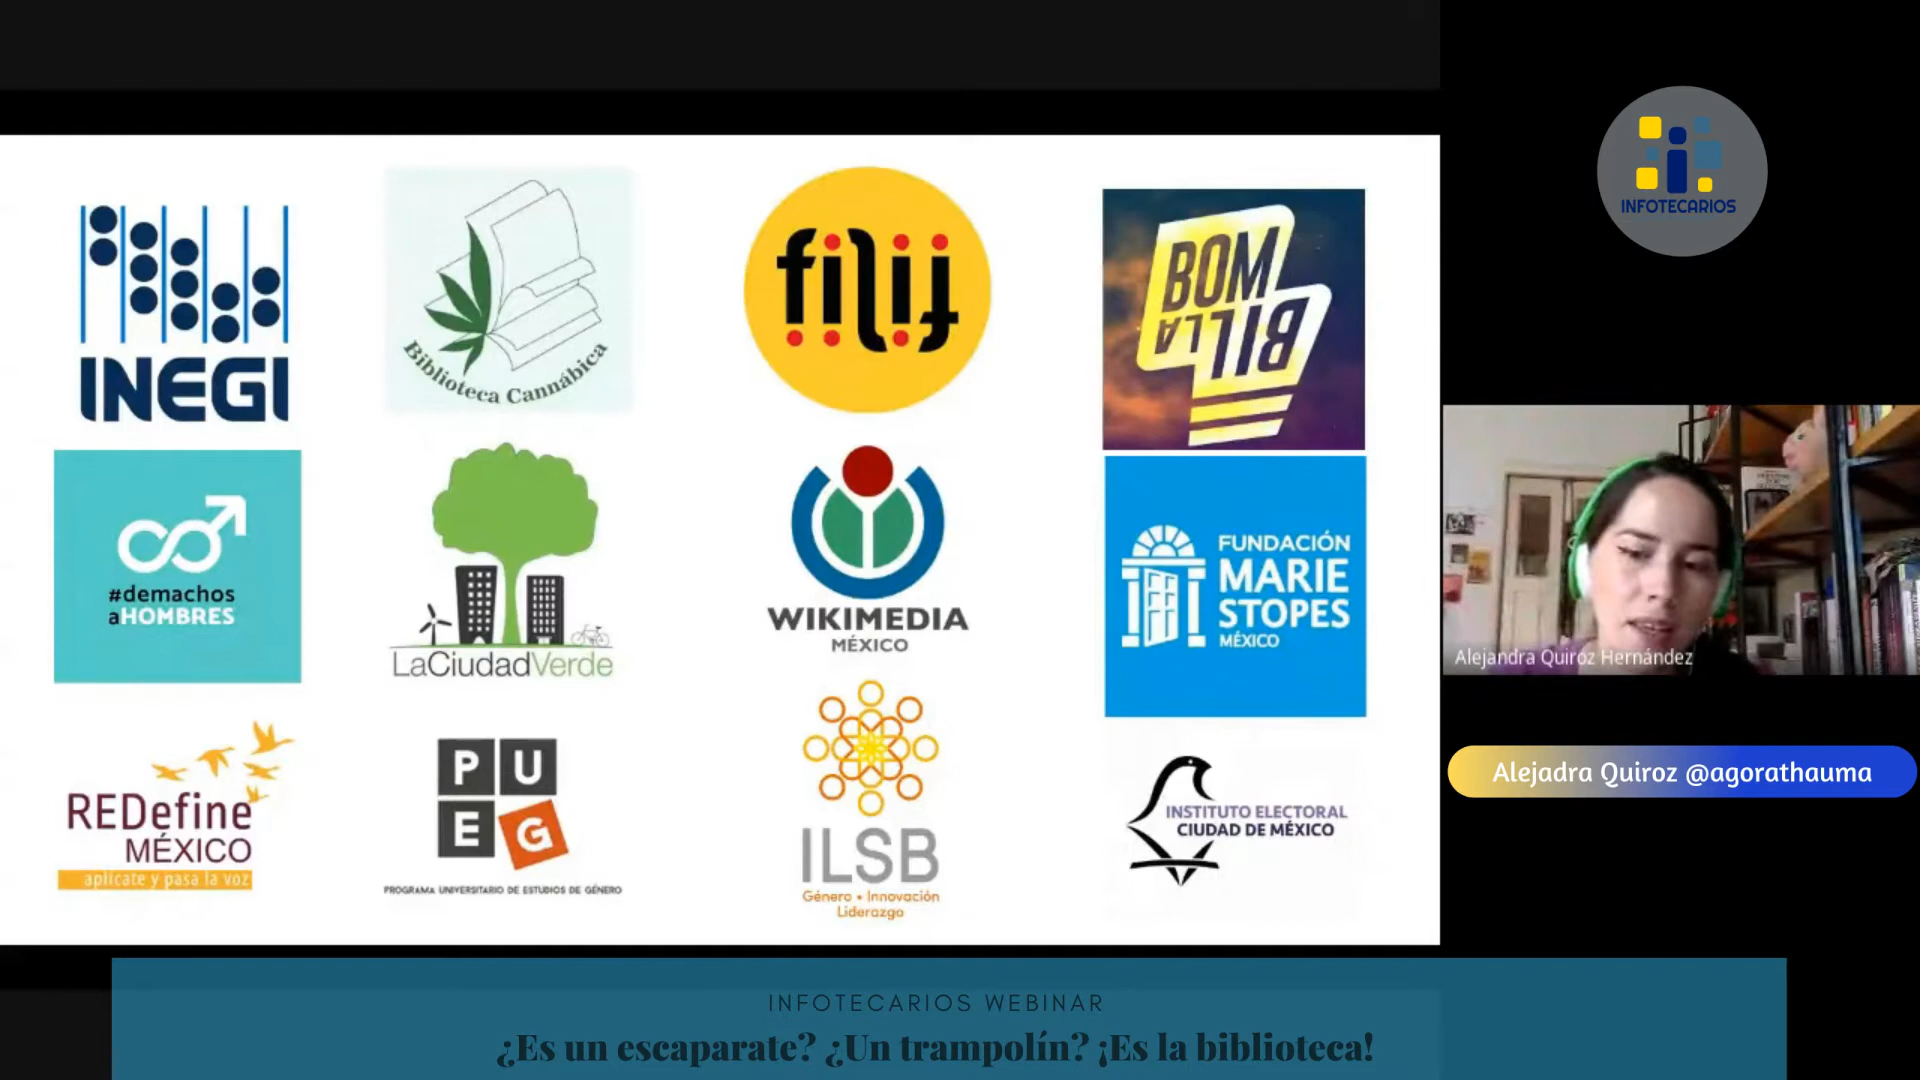 INEGI
Biblioteca Cannábica
filij
BOM
BILLA
#demachos
aHOMBRES
LaCiudadVerde
WIKIMEDIA
MÉXICO
FUNDACIÓN
MARIE
STOPES
MÉXICO
REDefine
MÉXICO
aplícate y pasa la voz
PU
EG
PROGRAMA UNIVERSITARIO DE ESTUDIOS DE GÉNERO
ILSB
Género • Innovación
Liderazgo
INSTITUTO ELECTORAL
CIUDAD DE MÉXICO
INFOTECARIOS
Alejandra Quiroz Hernández
Alejadra Quiroz @agorathauma
INFOTECARIOS WEBINAR
¿Es un escaparate? ¿Un trampolín? ¡Es la biblioteca!